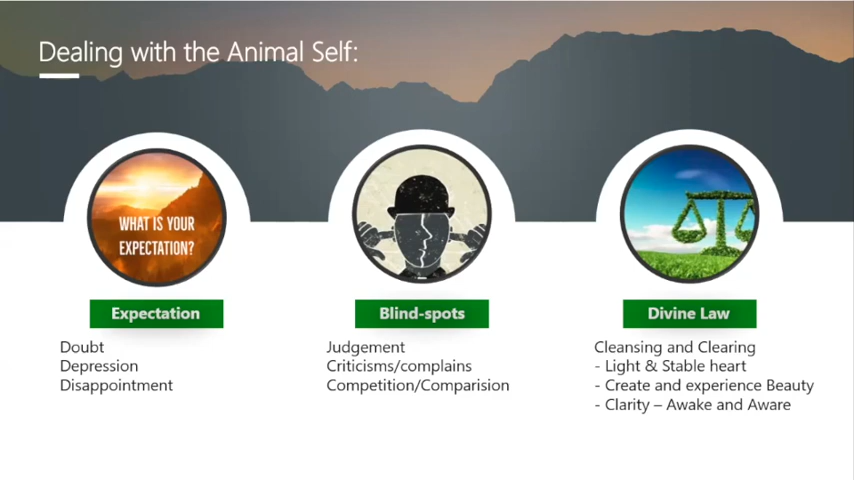 Dealing with the Animal Self:
WHAT IS YOUR
EXPECTATION?
Expectation
Doubt
Depression
Disappointment
Blind-spots
Judgement
Criticisms/complains
Competition/Comparision
Divine Law
Cleansing and Clearing
- Light & Stable heart
- Create and experience Beauty
- Clarity – Awake and Aware